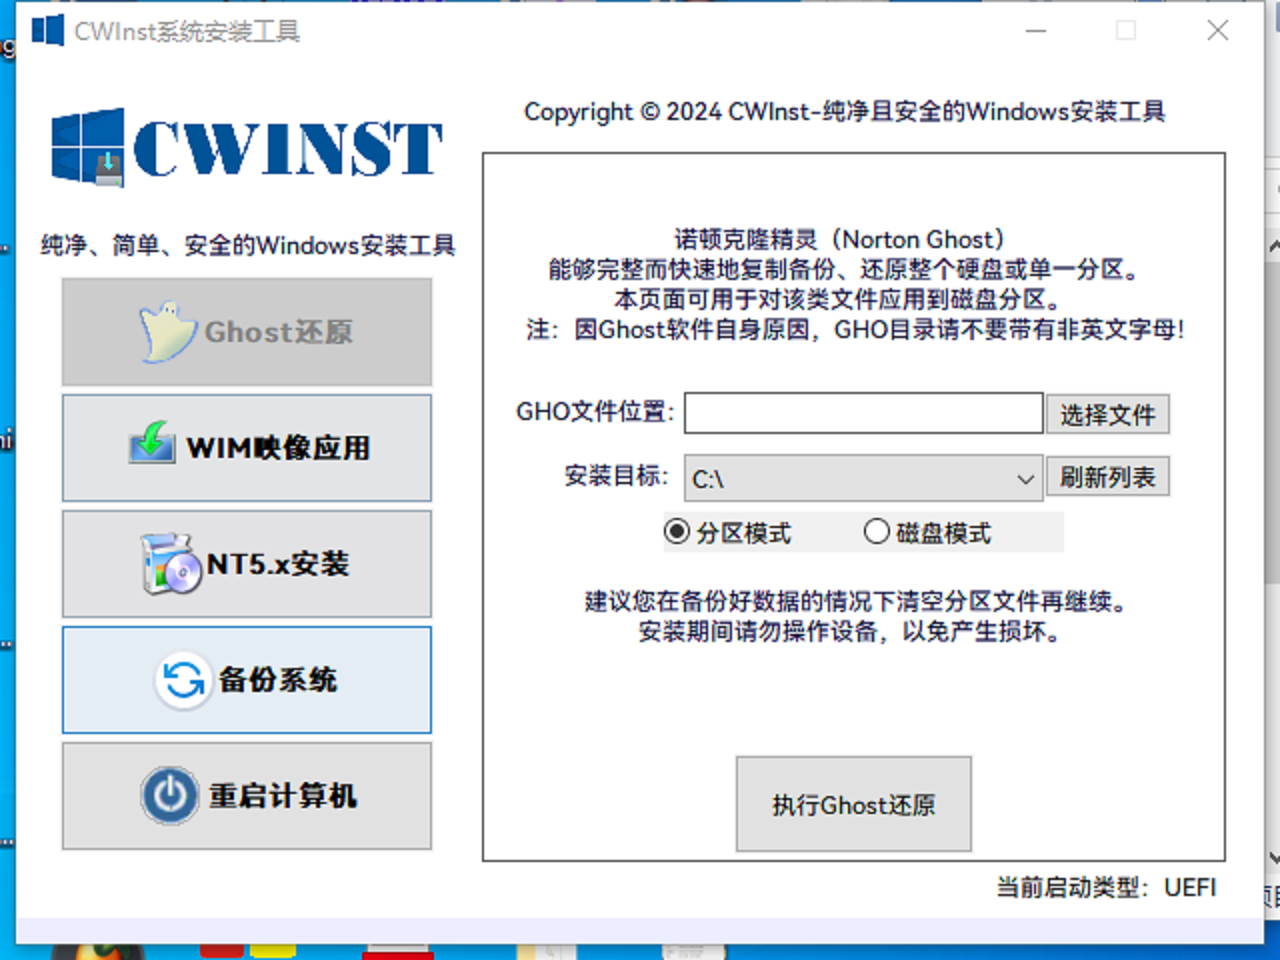 CWInst系统安装工具
CWINST
纯净、简单、安全的Windows安装工具
Ghost还原
WIM映像应用
NT5.x安装
备份系统
重启计算机
Copyright © 2024 CWInst-纯净且安全的Windows安装工具
诺顿克隆精灵（Norton Ghost）
能够完整而快速地复制备份、还原整个硬盘或单一分区。
本页面可用于对该类文件应用到磁盘分区。
注：因Ghost软件自身原因，GHO目录请不要带有非英文字母！
GHO文件位置： 选择文件
安装目标： C:\ 刷新列表
分区模式 磁盘模式
建议您在备份好数据的情况下清空分区文件再继续。
安装期间请勿操作设备，以免产生损坏。
执行Ghost还原
当前启动类型：UEFI